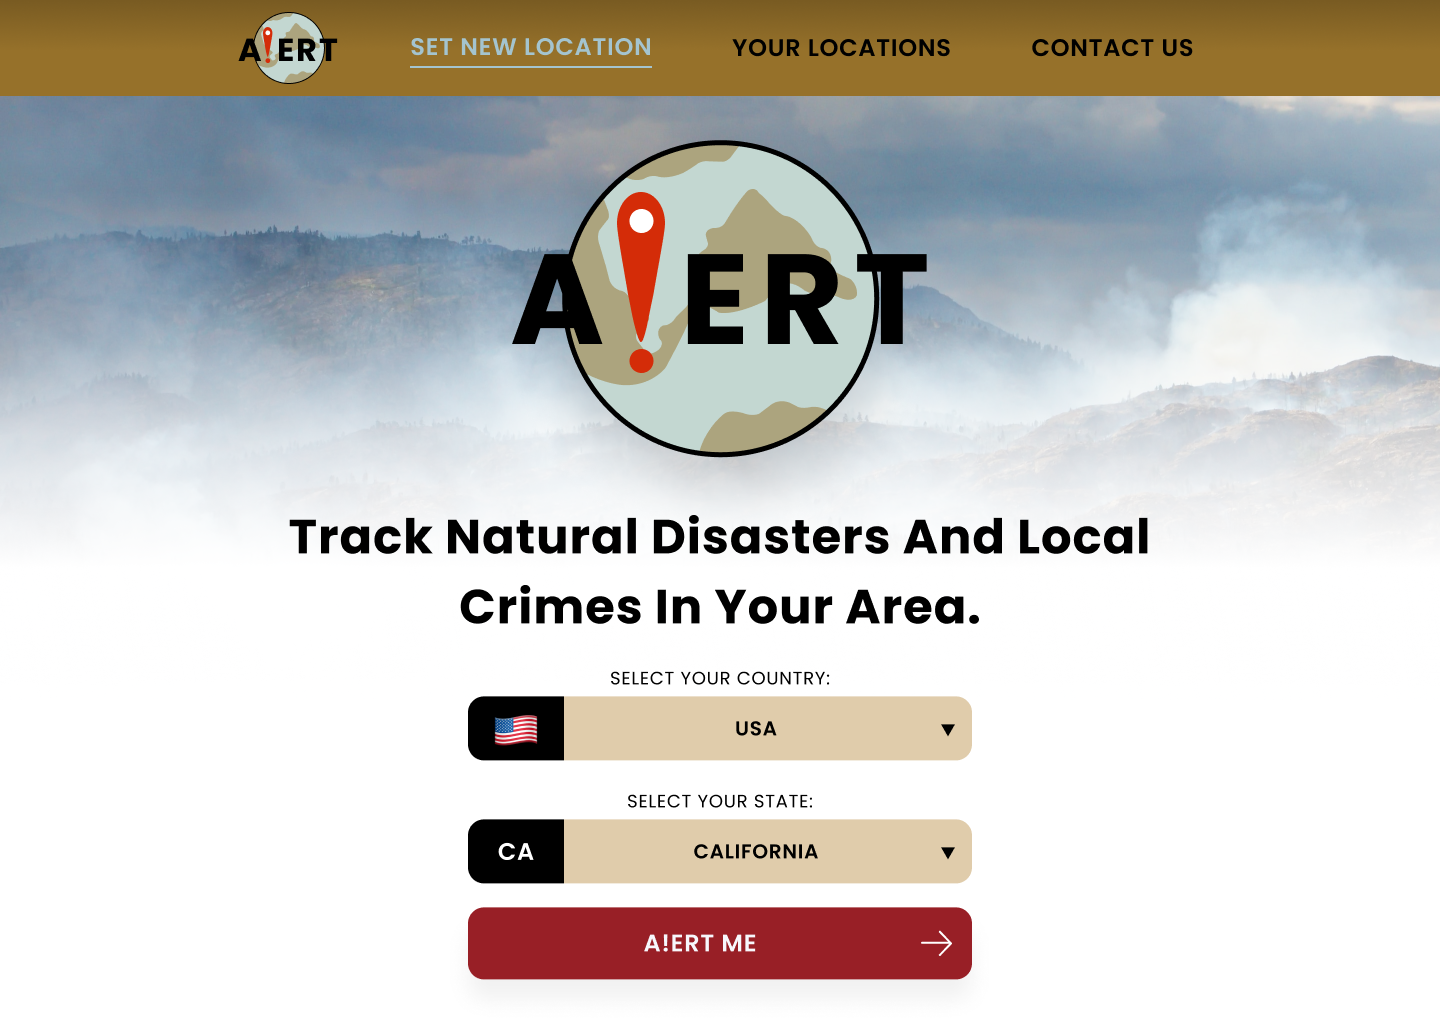 A!ERT
SET NEW LOCATION
YOUR LOCATIONS
CONTACT US
A!ERT
Track Natural Disasters And Local
Crimes In Your Area.
SELECT YOUR COUNTRY:
USA
SELECT YOUR STATE:
CA
CALIFORNIA
A!ERT ME